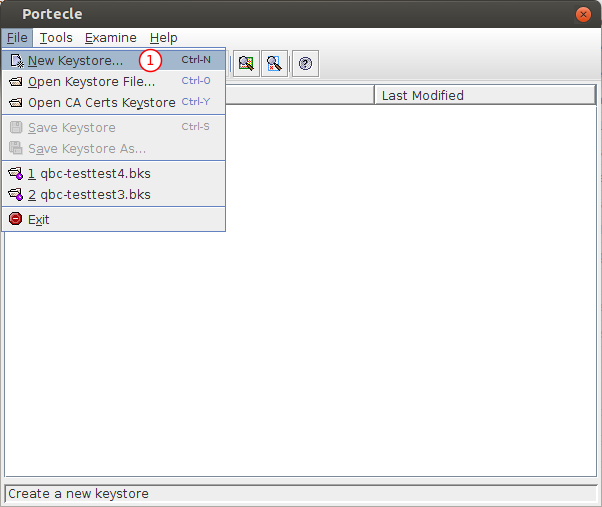 Portecle
File Tools Examine Help
New Keystore... 1 Ctrl-N
Open Keystore File... Ctrl-O
Open CA Certs Keystore Ctrl-Y
Last Modified
Save Keystore Ctrl-S
Save Keystore As...
1 qbc-testtest4.bks
2 qbc-testtest3.bks
Exit
Create a new keystore